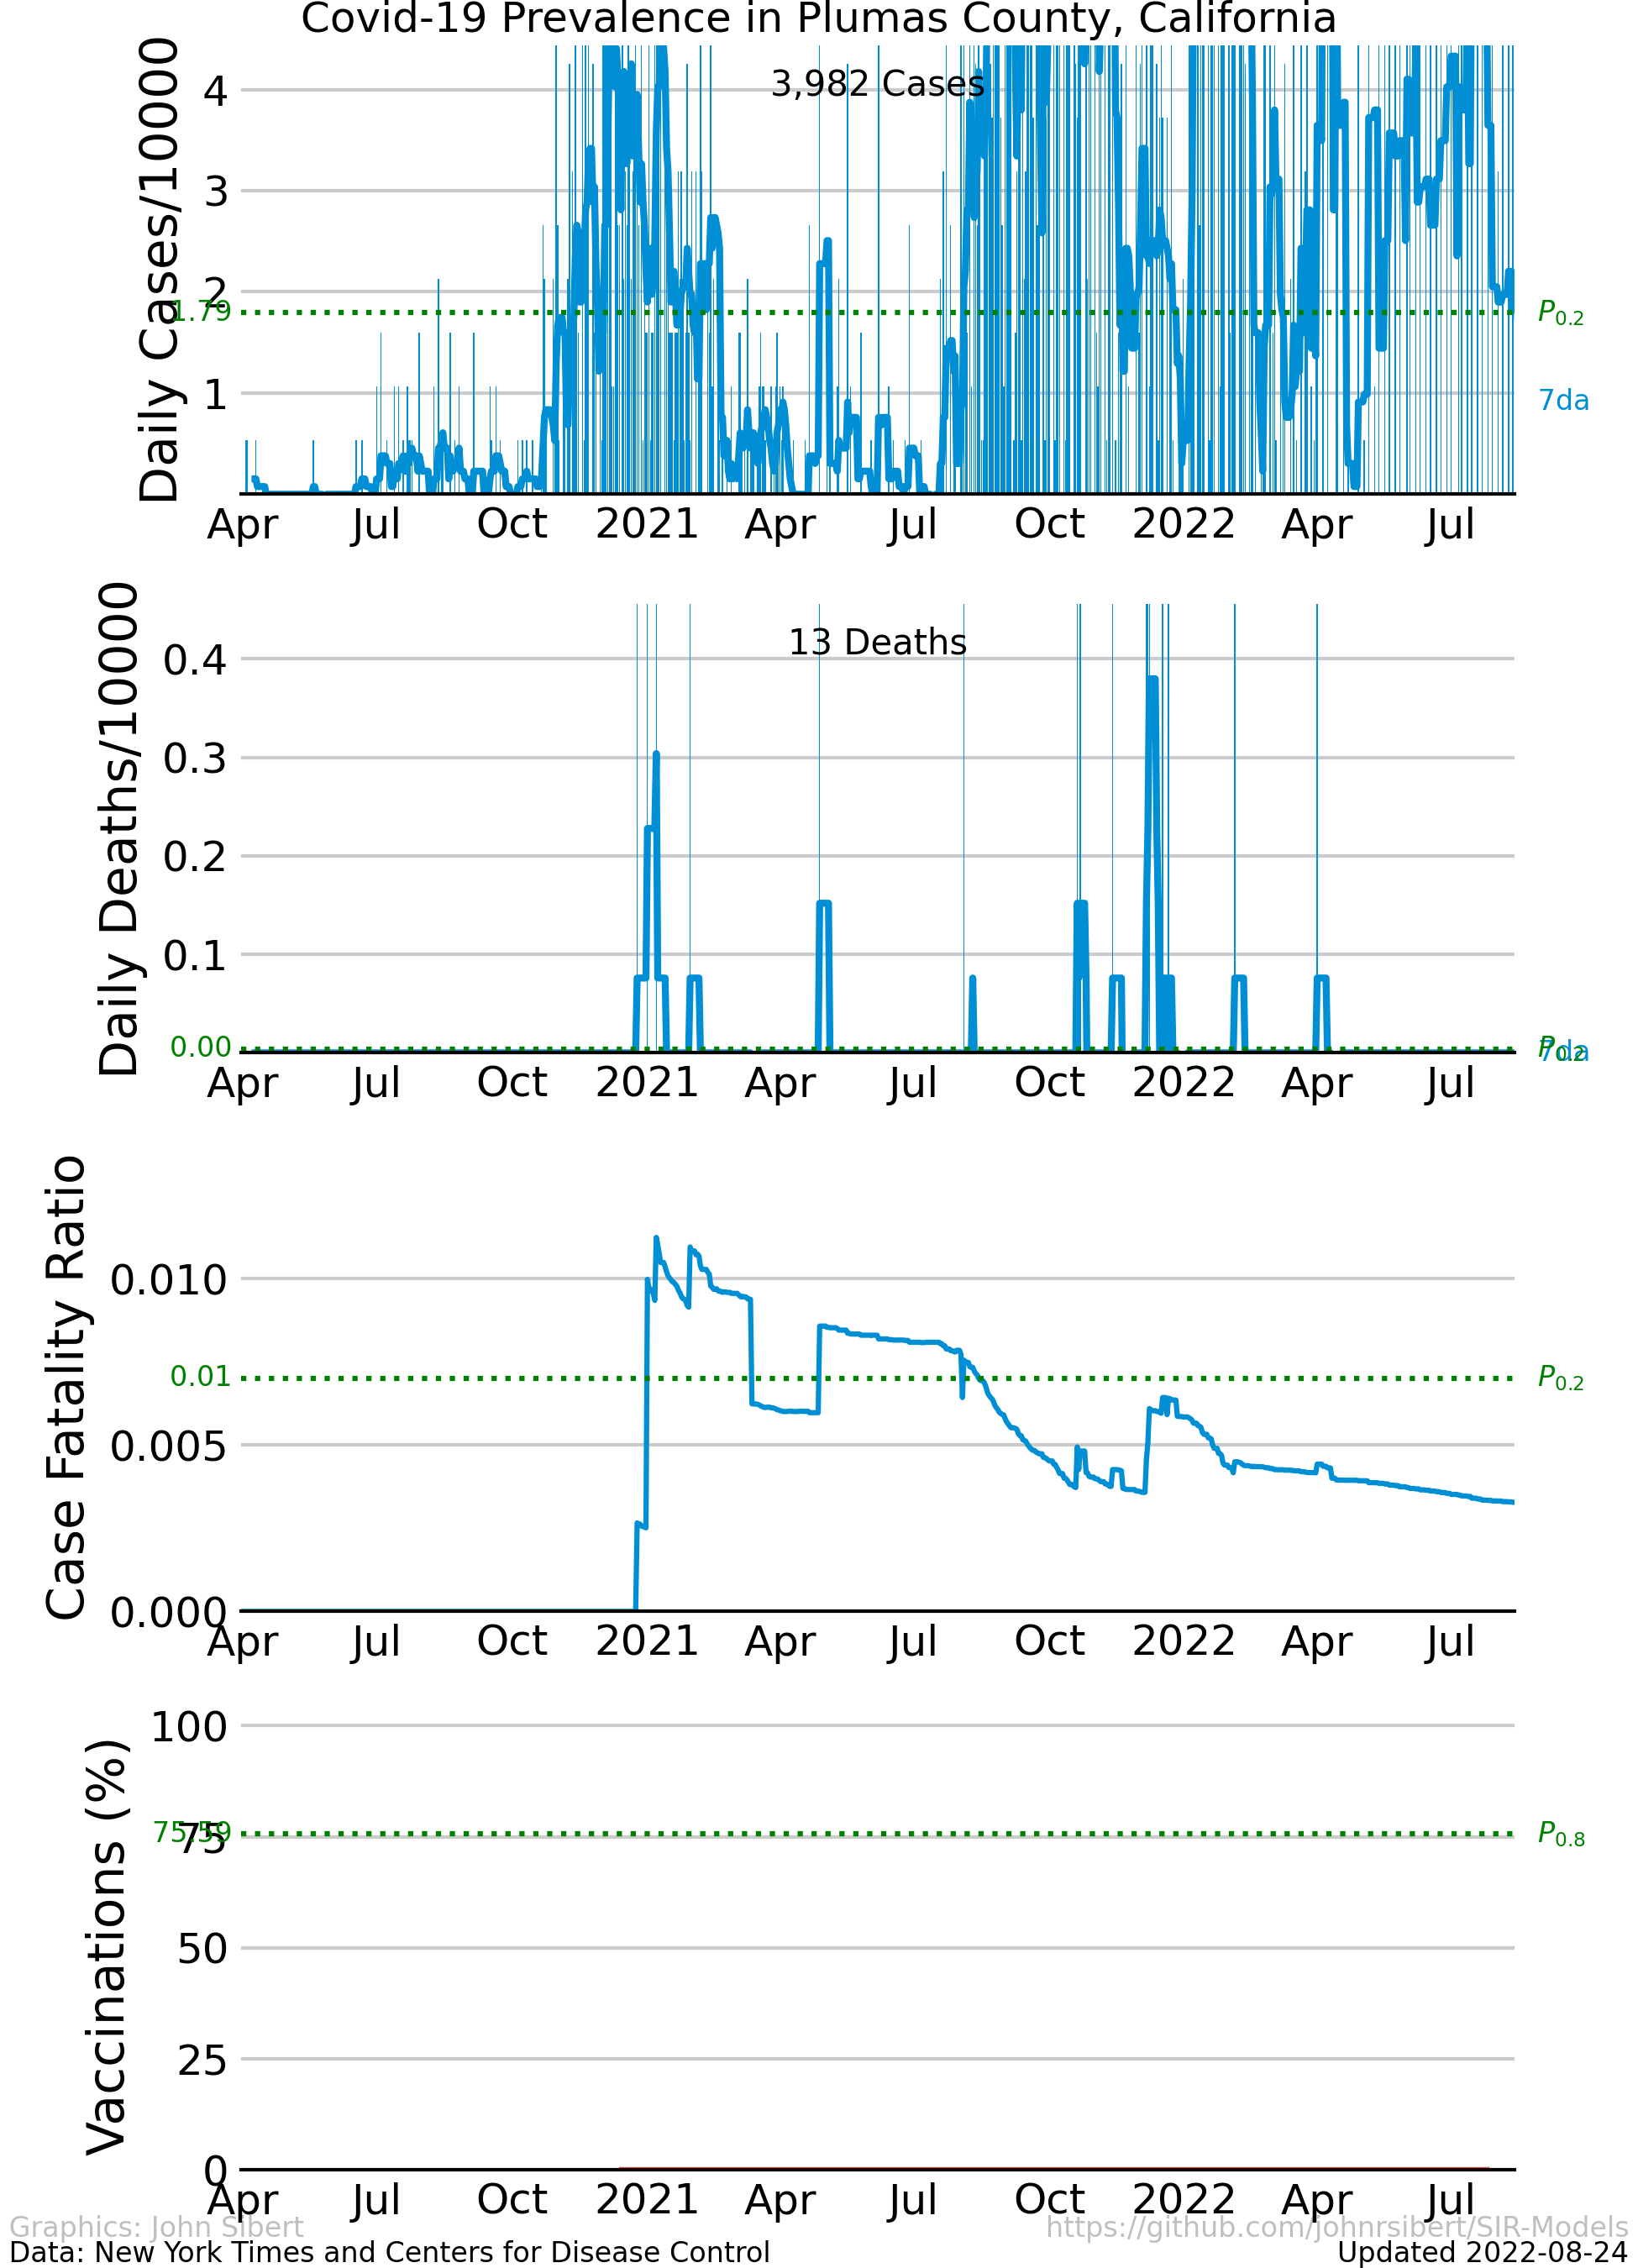 Covid-19 Prevalence in Plumas County, California
Daily Cases/10000
3,982 Cases
4
3
2
1.79
1
P0.2
7da
Apr Jul Oct 2021 Apr Jul Oct 2022 Apr Jul
Daily Deaths/10000
13 Deaths
0.4
0.3
0.2
0.1
0.00
P0.2
7da
Apr Jul Oct 2021 Apr Jul Oct 2022 Apr Jul
Case Fatality Ratio
0.010
0.01
0.005
0.000
P0.2
Apr Jul Oct 2021 Apr Jul Oct 2022 Apr Jul
Vaccinations (%)
100
75.59
75
50
25
0
P0.8
Apr Jul Oct 2021 Apr Jul Oct 2022 Apr Jul
Graphics: John Sibert
https://github.com/johnrsibert/SIR-Models
Data: New York Times and Centers for Disease Control
Updated 2022-08-24